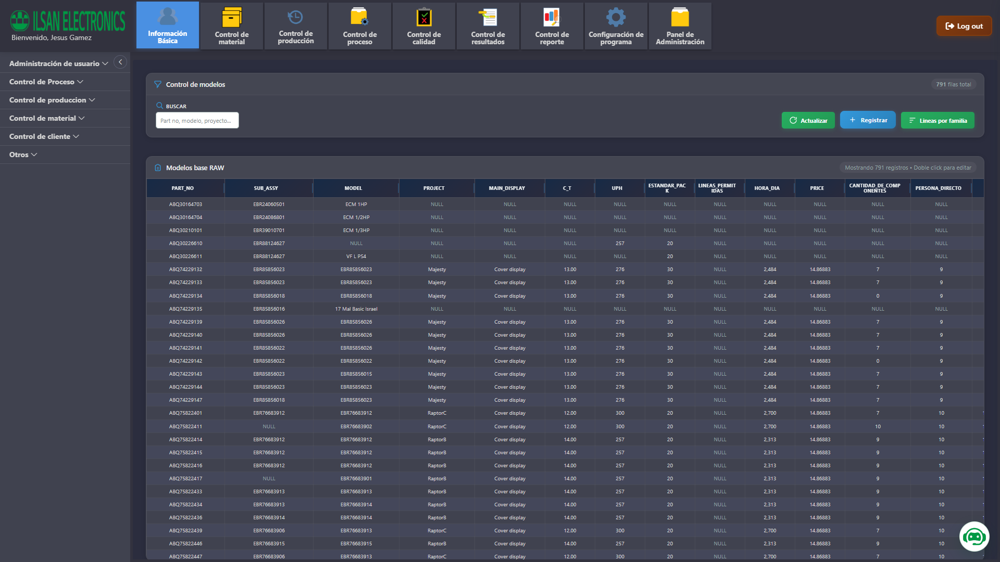 ILSAN ELECTRONICS
Bienvenido, Jesus Gamez
Información Básica
Control de material
Control de producción
Control de proceso
Control de calidad
Control de resultados
Control de reporte
Configuración de programa
Panel de Administración
Log out
Administración de usuario
Control de Proceso
Control de produccion
Control de material
Control de cliente
Otros
Control de modelos
791 filas total
BUSCAR
Part no, modelo, proyecto...
Actualizar
Registrar
Lineas por familia
Modelos base RAW
Mostrando 791 registros • Doble click para editar
PART_NO SUB_ASSY MODEL PROJECT MAIN_DISPLAY C_T UPH ESTANDAR_PACK LINEAS_PERMITIDAS HORA_DIA PRICE CANTIDAD_DE_COMPONENTES PERSONA_DIRECTO
ABQ30164703 EBR24060501 ECM 1HP NULL NULL NULL NULL NULL NULL NULL NULL NULL NULL
ABQ30164704 EBR24086801 ECM 1/2HP NULL NULL NULL NULL NULL NULL NULL NULL NULL NULL
ABQ30210101 EBR39010701 ECM 1/3HP NULL NULL NULL NULL NULL NULL NULL NULL NULL NULL
ABQ30226610 EBR88124627 NULL NULL NULL NULL 257 20 NULL NULL NULL NULL NULL
ABQ30226611 EBR88124627 VF L PS4 NULL NULL NULL NULL 20 NULL NULL NULL NULL NULL
ABQ74229132 EBR85856023 EBR85856023 Majesty Cover display 13.00 276 30 NULL 2,484 14.86883 7 9
ABQ74229133 EBR85856023 EBR85856023 Majesty Cover display 13.00 276 30 NULL 2,484 14.86883 7 9
ABQ74229134 EBR85856018 EBR85856018 Majesty Cover display 13.00 276 30 NULL 2,484 14.86883 0 9
ABQ74229135 EBR85856016 17 Mal Basic Israel NULL NULL NULL NULL NULL NULL NULL NULL NULL NULL
ABQ74229139 EBR85856026 EBR85856026 Majesty Cover display 13.00 276 30 NULL 2,484 14.86883 7 9
ABQ74229140 EBR85856026 EBR85856026 Majesty Cover display 13.00 276 30 NULL 2,484 14.86883 7 9
ABQ74229141 EBR85856022 EBR85856026 Majesty Cover display 13.00 276 30 NULL 2,484 14.86883 7 9
ABQ74229142 EBR85856022 EBR85856022 Majesty Cover display 13.00 276 30 NULL 2,484 14.86883 0 9
ABQ74229143 EBR85856023 EBR85856015 Majesty Cover display 13.00 276 30 NULL 2,484 14.86883 7 9
ABQ74229144 EBR85856023 EBR85856023 Majesty Cover display 13.00 276 30 NULL 2,484 14.86883 7 9
ABQ74229147 EBR85856018 EBR85856023 Majesty Cover display 13.00 276 30 NULL 2,484 14.86883 7 9
ABQ75822401 EBR76683912 EBR76683912 RaptorC Cover display 12.00 300 20 NULL 2,700 14.86883 7 10
ABQ75822411 NULL EBR76683902 RaptorC Cover display 12.00 300 20 NULL 2,700 14.86883 10 10
ABQ75822414 EBR76683912 EBR76683912 RaptorB Cover display 14.00 257 20 NULL 2,313 14.86883 9 10
ABQ75822415 EBR76683912 EBR76683912 RaptorB Cover display 14.00 257 20 NULL 2,313 14.86883 9 10
ABQ75822416 EBR76683912 EBR76683912 RaptorB Cover display 14.00 257 20 NULL 2,313 14.86883 9 10
ABQ75822417 NULL EBR76683901 RaptorB Cover display 14.00 257 20 NULL 2,313 14.86883 9 10
ABQ75822433 EBR76683913 EBR76683913 RaptorB Cover display 14.00 257 20 NULL 2,313 14.86883 9 10
ABQ75822434 EBR76683913 EBR76683914 RaptorB Cover display 14.00 257 20 NULL 2,313 14.86883 9 10
ABQ75822436 EBR76683914 EBR76683914 RaptorB Cover display 14.00 257 20 NULL 2,313 14.86883 9 10
ABQ75822439 EBR76683906 EBR76683913 RaptorC Cover display 12.00 300 20 NULL 2,700 14.86883 7 10
ABQ75822446 EBR76683915 EBR76683915 RaptorB Cover display 14.00 257 20 NULL 2,313 14.86883 9 10
ABQ75822447 EBR76683906 EBR76683913 RaptorC Cover display 12.00 300 20 NULL 2,700 14.86883 7 10